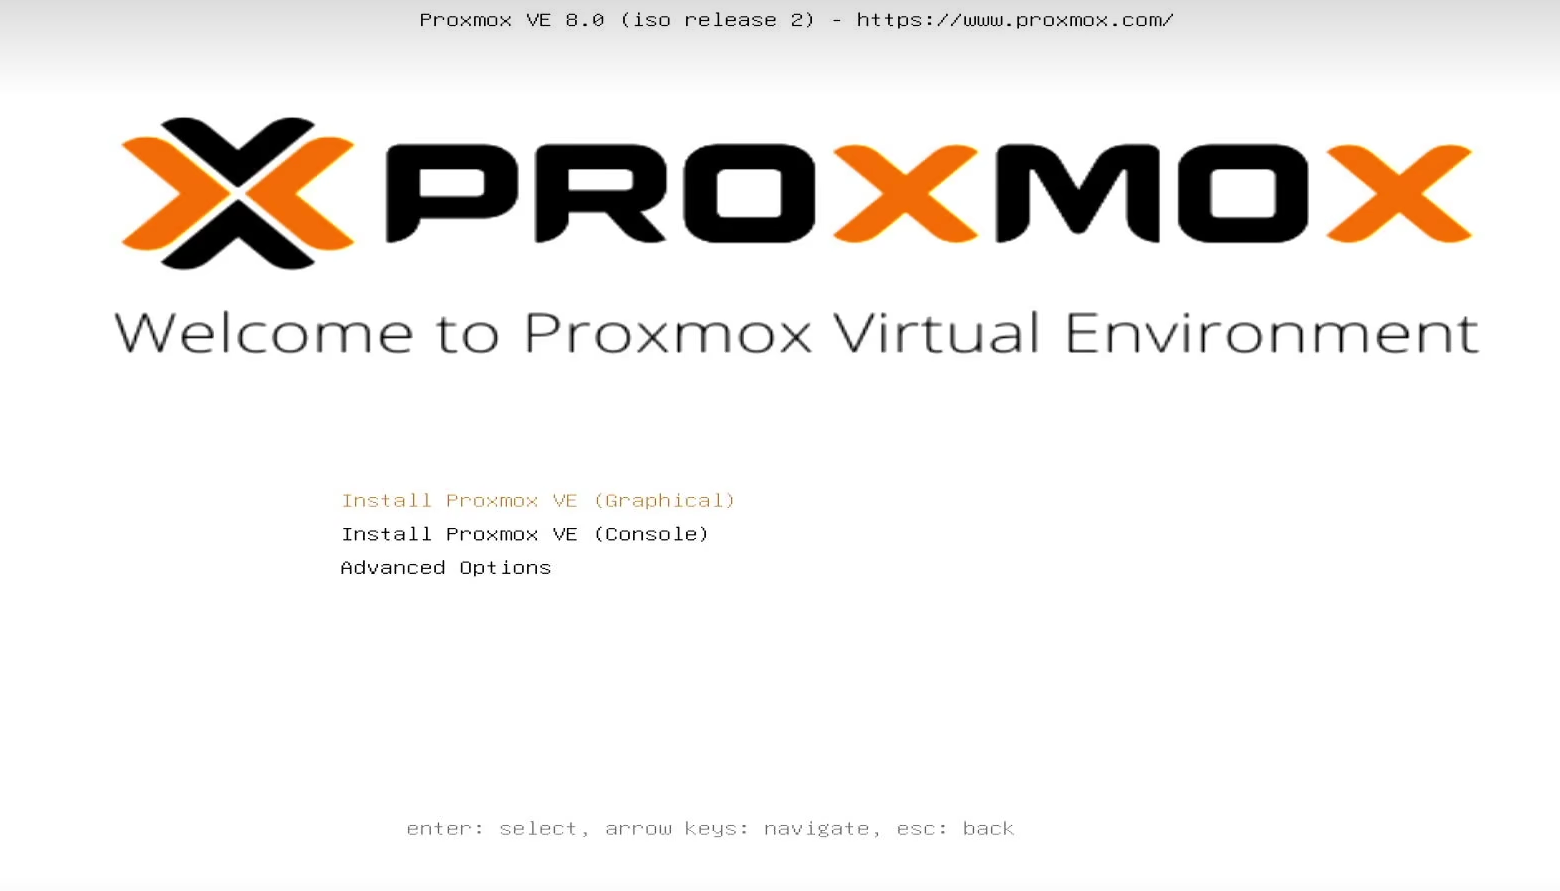 Proxmox VE 8.0 (iso release 2) - https://www.proxmox.com/
PROXMOX
Welcome to Proxmox Virtual Environment
Install Proxmox VE (Graphical)
Install Proxmox VE (Console)
Advanced Options
enter: select, arrow keys: navigate, esc: back